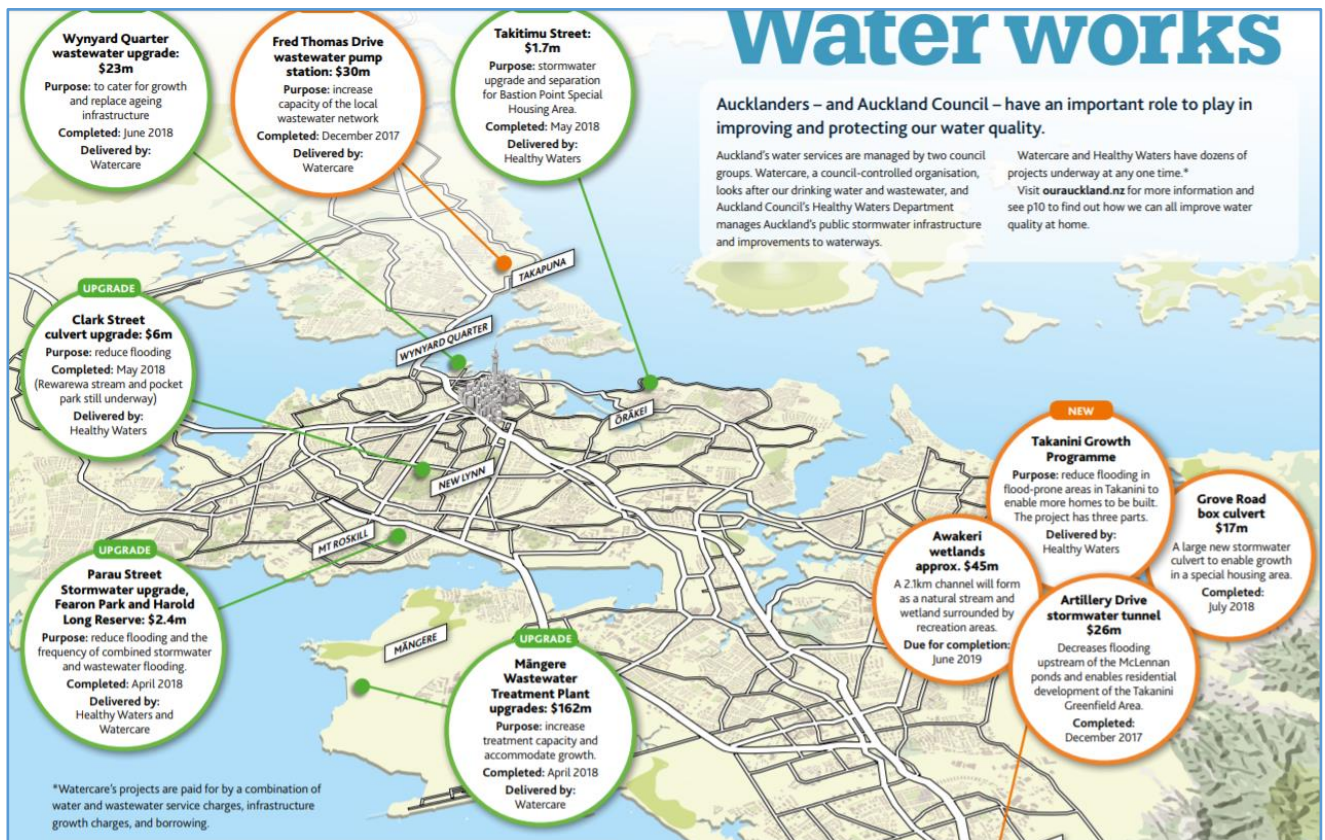 Water works
Aucklanders – and Auckland Council – have an important role to play in
improving and protecting our water quality.
Auckland's water services are managed by two council
groups. Watercare, a council-controlled organisation,
looks after our drinking water and wastewater, and
Auckland Council's Healthy Waters Department
manages Auckland's public stormwater infrastructure
and improvements to waterways.
Watercare and Healthy Waters have dozens of
projects underway at any one time.*
Visit ourauckland.nz for more information and
see p10 to find out how we can all improve water
quality at home.
Wynyard Quarter
wastewater upgrade:
$23m
Purpose: to cater for growth
and replace ageing
infrastructure
Completed: June 2018
Delivered by:
Watercare
Fred Thomas Drive
wastewater pump
station: $30m
Purpose: increase
capacity of the local
wastewater network
Completed: December 2017
Delivered by:
Watercare
Takitimu Street:
$1.7m
Purpose: stormwater
upgrade and separation
for Bastion Point Special
Housing Area.
Completed: May 2018
Delivered by:
Healthy Waters
TAKAPUNA
WYNYARD QUARTER
ŌRĀKEI
NEW LYNN
MT ROSKILL
MĀNGERE
UPGRADE
Clark Street
culvert upgrade: $6m
Purpose: reduce flooding
Completed: May 2018
(Rewarewa stream and pocket
park still underway)
Delivered by:
Healthy Waters
UPGRADE
Parau Street
Stormwater upgrade,
Fearon Park and Harold
Long Reserve: $2.4m
Purpose: reduce flooding and the
frequency of combined stormwater
and wastewater flooding.
Completed: April 2018
Delivered by:
Healthy Waters and
Watercare
UPGRADE
Māngere
Wastewater
Treatment Plant
upgrades: $162m
Purpose: increase
treatment capacity and
accommodate growth.
Completed: April 2018
Delivered by:
Watercare
NEW
Takanini Growth
Programme
Purpose: reduce flooding in
flood-prone areas in Takanini to
enable more homes to be built.
The project has three parts.
Delivered by:
Healthy Waters
Grove Road
box culvert
$17m
A large new stormwater
culvert to enable growth
in a special housing area.
Completed:
July 2018
Awakeri
wetlands
approx. $45m
A 2.1km channel will form
as a natural stream and
wetland surrounded by
recreation areas.
Due for completion:
June 2019
Artillery Drive
stormwater tunnel
$26m
Decreases flooding
upstream of the McLennan
ponds and enables residential
development of the Takanini
Greenfield Area.
Completed:
December 2017
*Watercare's projects are paid for by a combination of
water and wastewater service charges, infrastructure
growth charges, and borrowing.